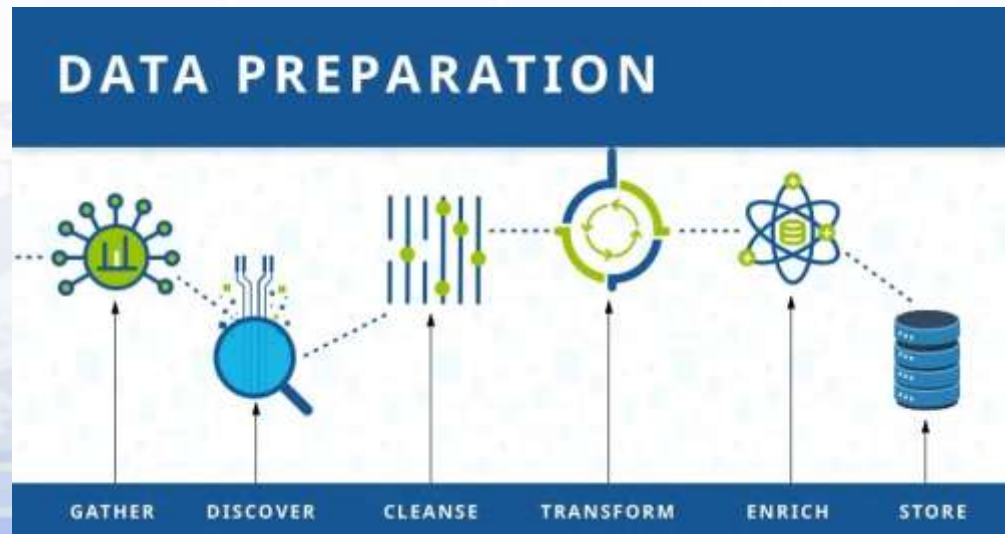 DATA PREPARATION
GATHER DISCOVER CLEANSE TRANSFORM ENRICH STORE